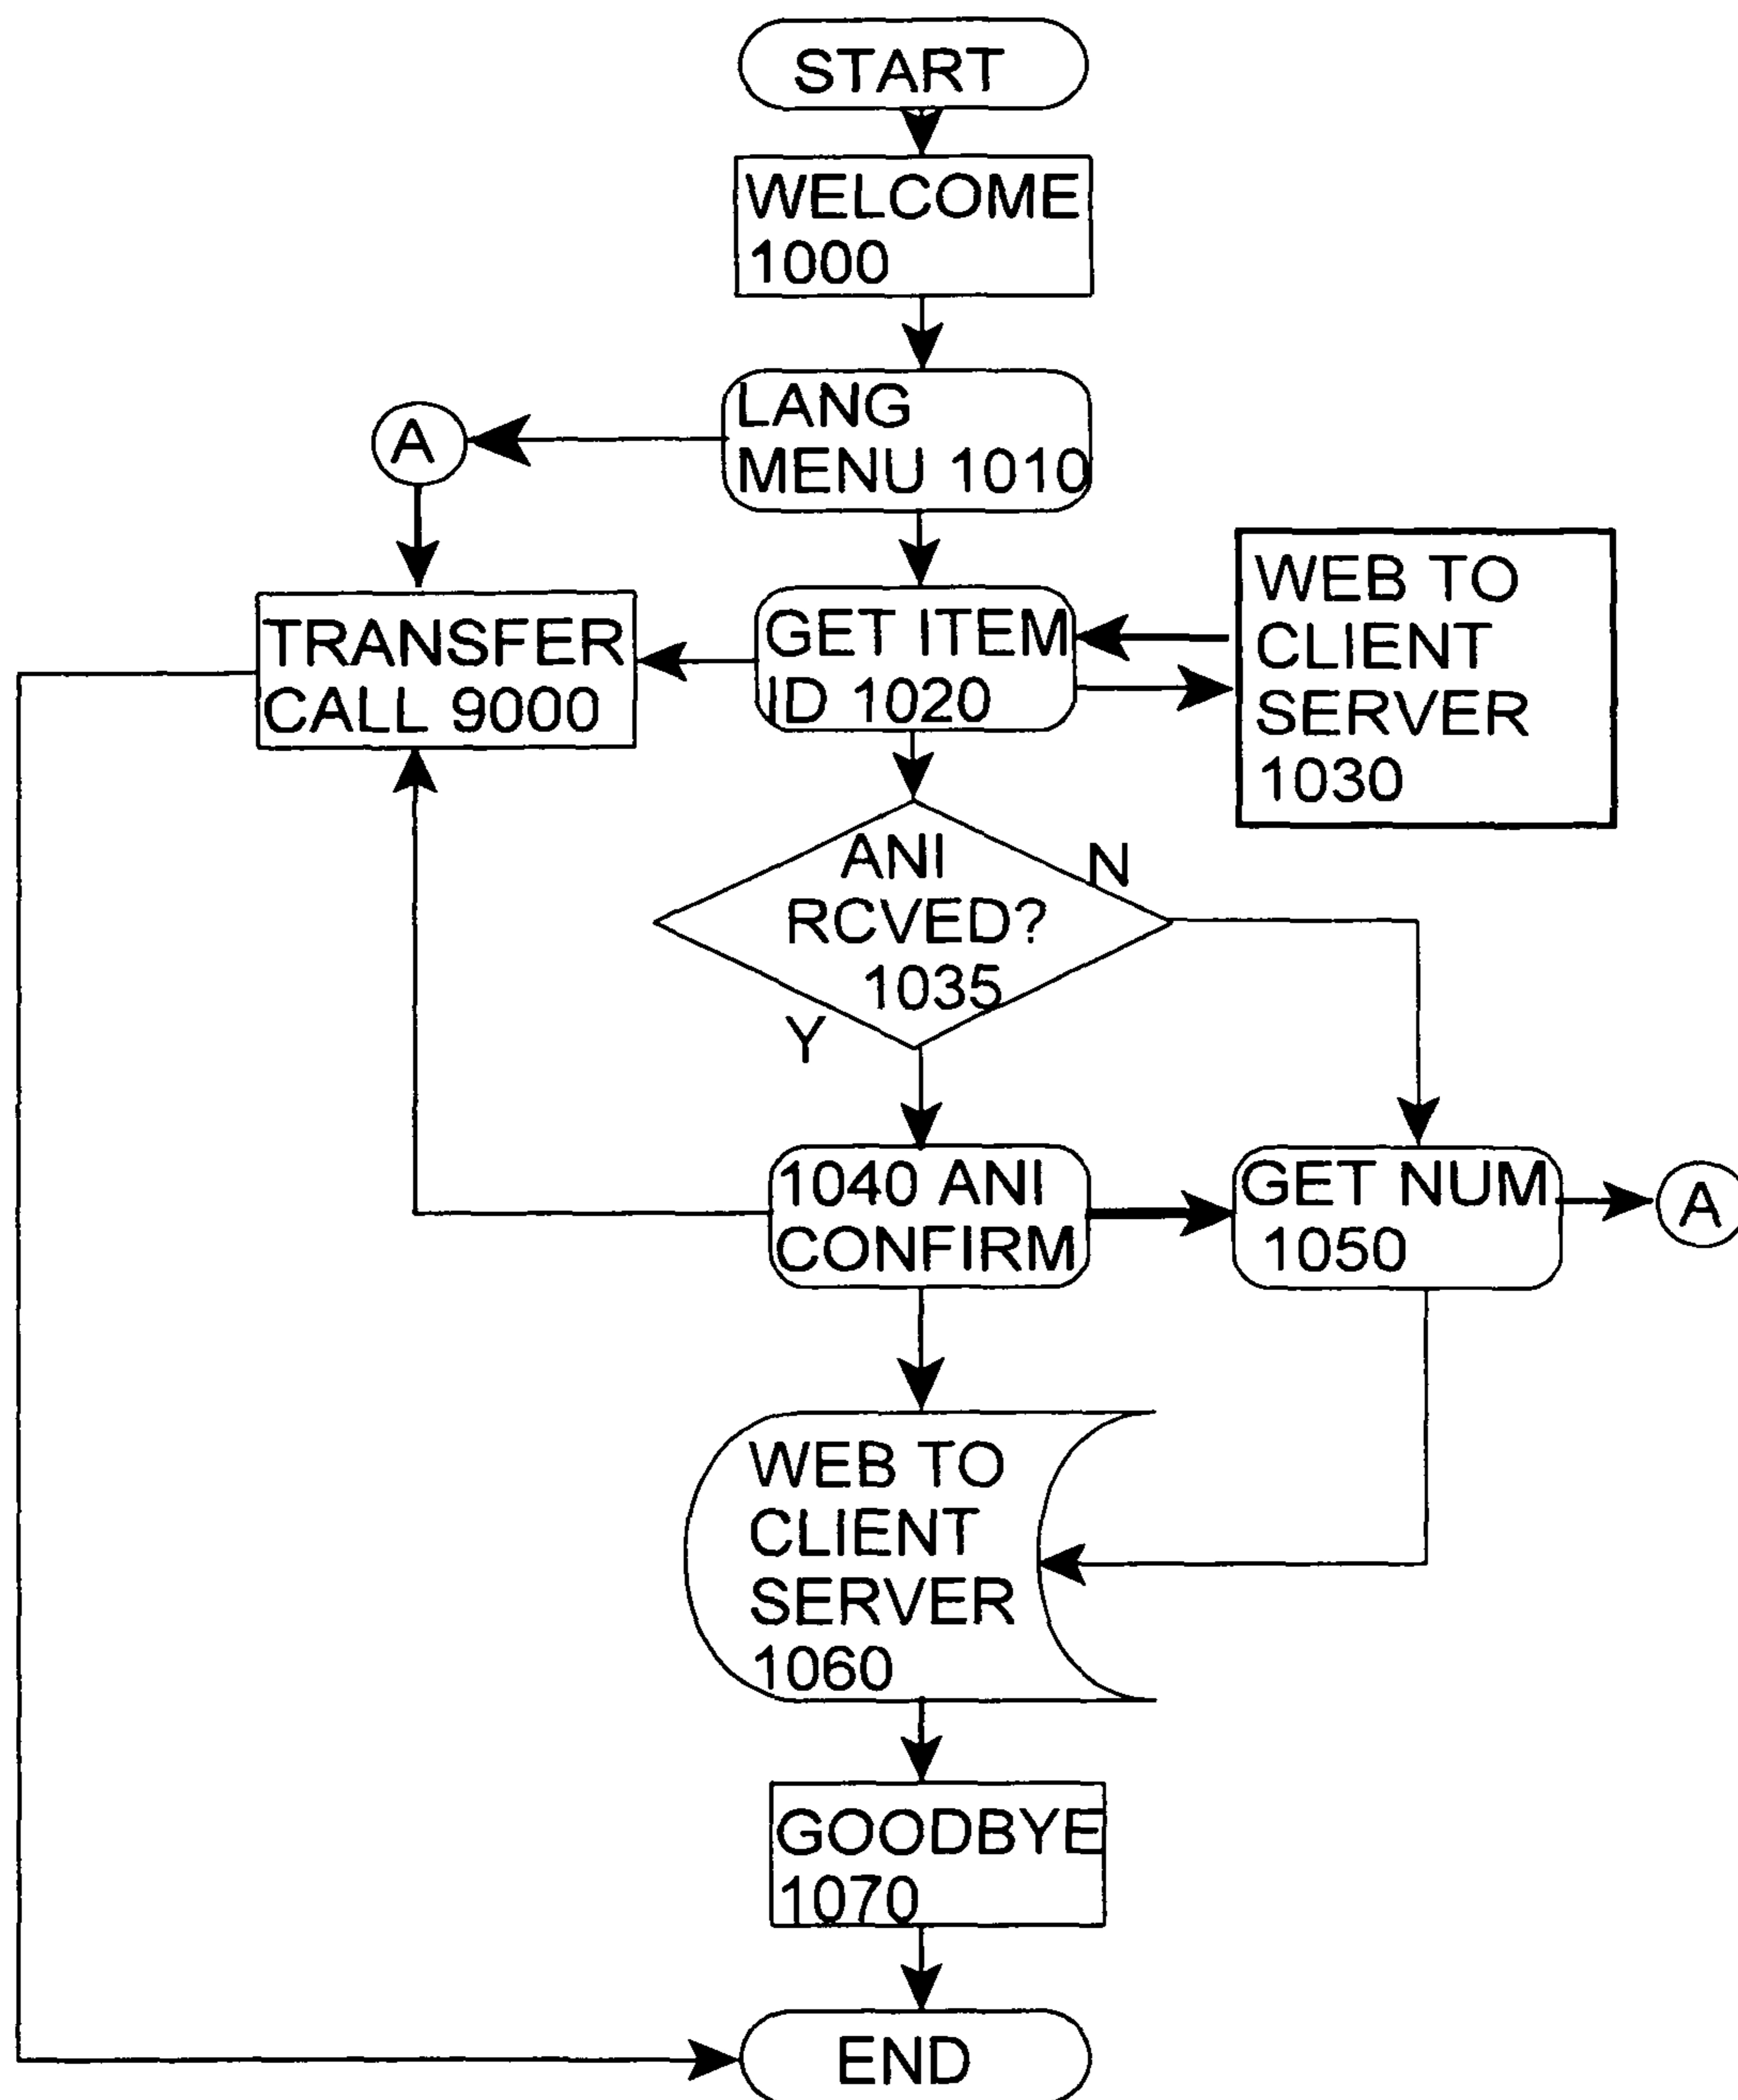 START
WELCOME
1000
LANG
MENU 1010
A
TRANSFER
CALL 9000
GET ITEM
ID 1020
WEB TO
CLIENT
SERVER
1030
ANI
RCVED?
1035
N
Y
1040 ANI
CONFIRM
GET NUM
1050
A
WEB TO
CLIENT
SERVER
1060
GOODBYE
1070
END